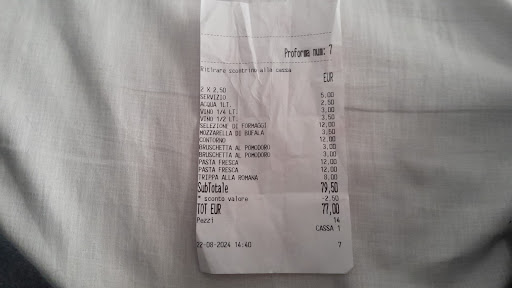 Proforma num: 7
Ritirare scontrino alla cassa
EUR
2 X 2,50
SERVIZIO 5,00
ACQUA 1LT. 2,50
VINO 1/4 LT. 3,00
VINO 1/2 LT.
SELEZIONE DI FORMAGGI 12,00
MOZZARELLA DI BUFALA 3,50
CONTORNO 12,00
BRUSCHETTA AL POMODORO 3,00
BRUSCHETTA AL POMODORO 3,00
PASTA FRESCA 12,00
PASTA FRESCA 12,00
TRIPPA ALLA ROMANA 8,00
SubTotale 79,50
* sconto valore -2,50
TOT EUR 77,00
Pezzi 14
CASSA 1
22-08-2024 14:40 7